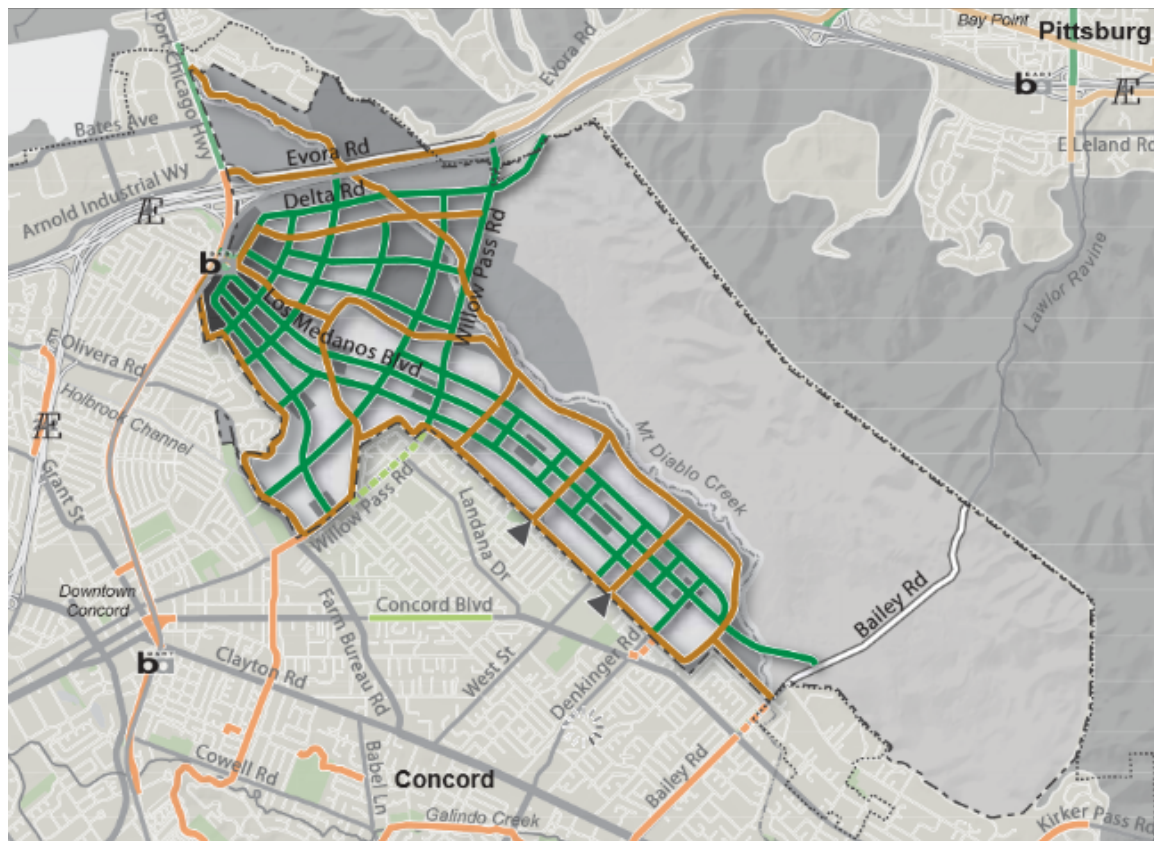 Bay Point
Pittsburg
Port Chicago Hwy
Evora Rd
b BART
Æ
Bates Ave
E Leland Rd
Evora Rd
Arnold Industrial Wy
Delta Rd
Æ
Willow Pass Rd
Lawlor Ravine
b
Los Medanos Blvd
Olivera Rd
Holbrook Channel
Æ
Mt Diablo Creek
Grant St
Willow Pass Rd
Landana Dr
Downtown
Concord
Concord Blvd
Farm Bureau Rd
Bailey Rd
b BART
Clayton Rd
West St
Denkinger Rd
Cowell Rd
Babel Ln
Concord
Bailey Rd
Galindo Creek
Kirker Pass Rd